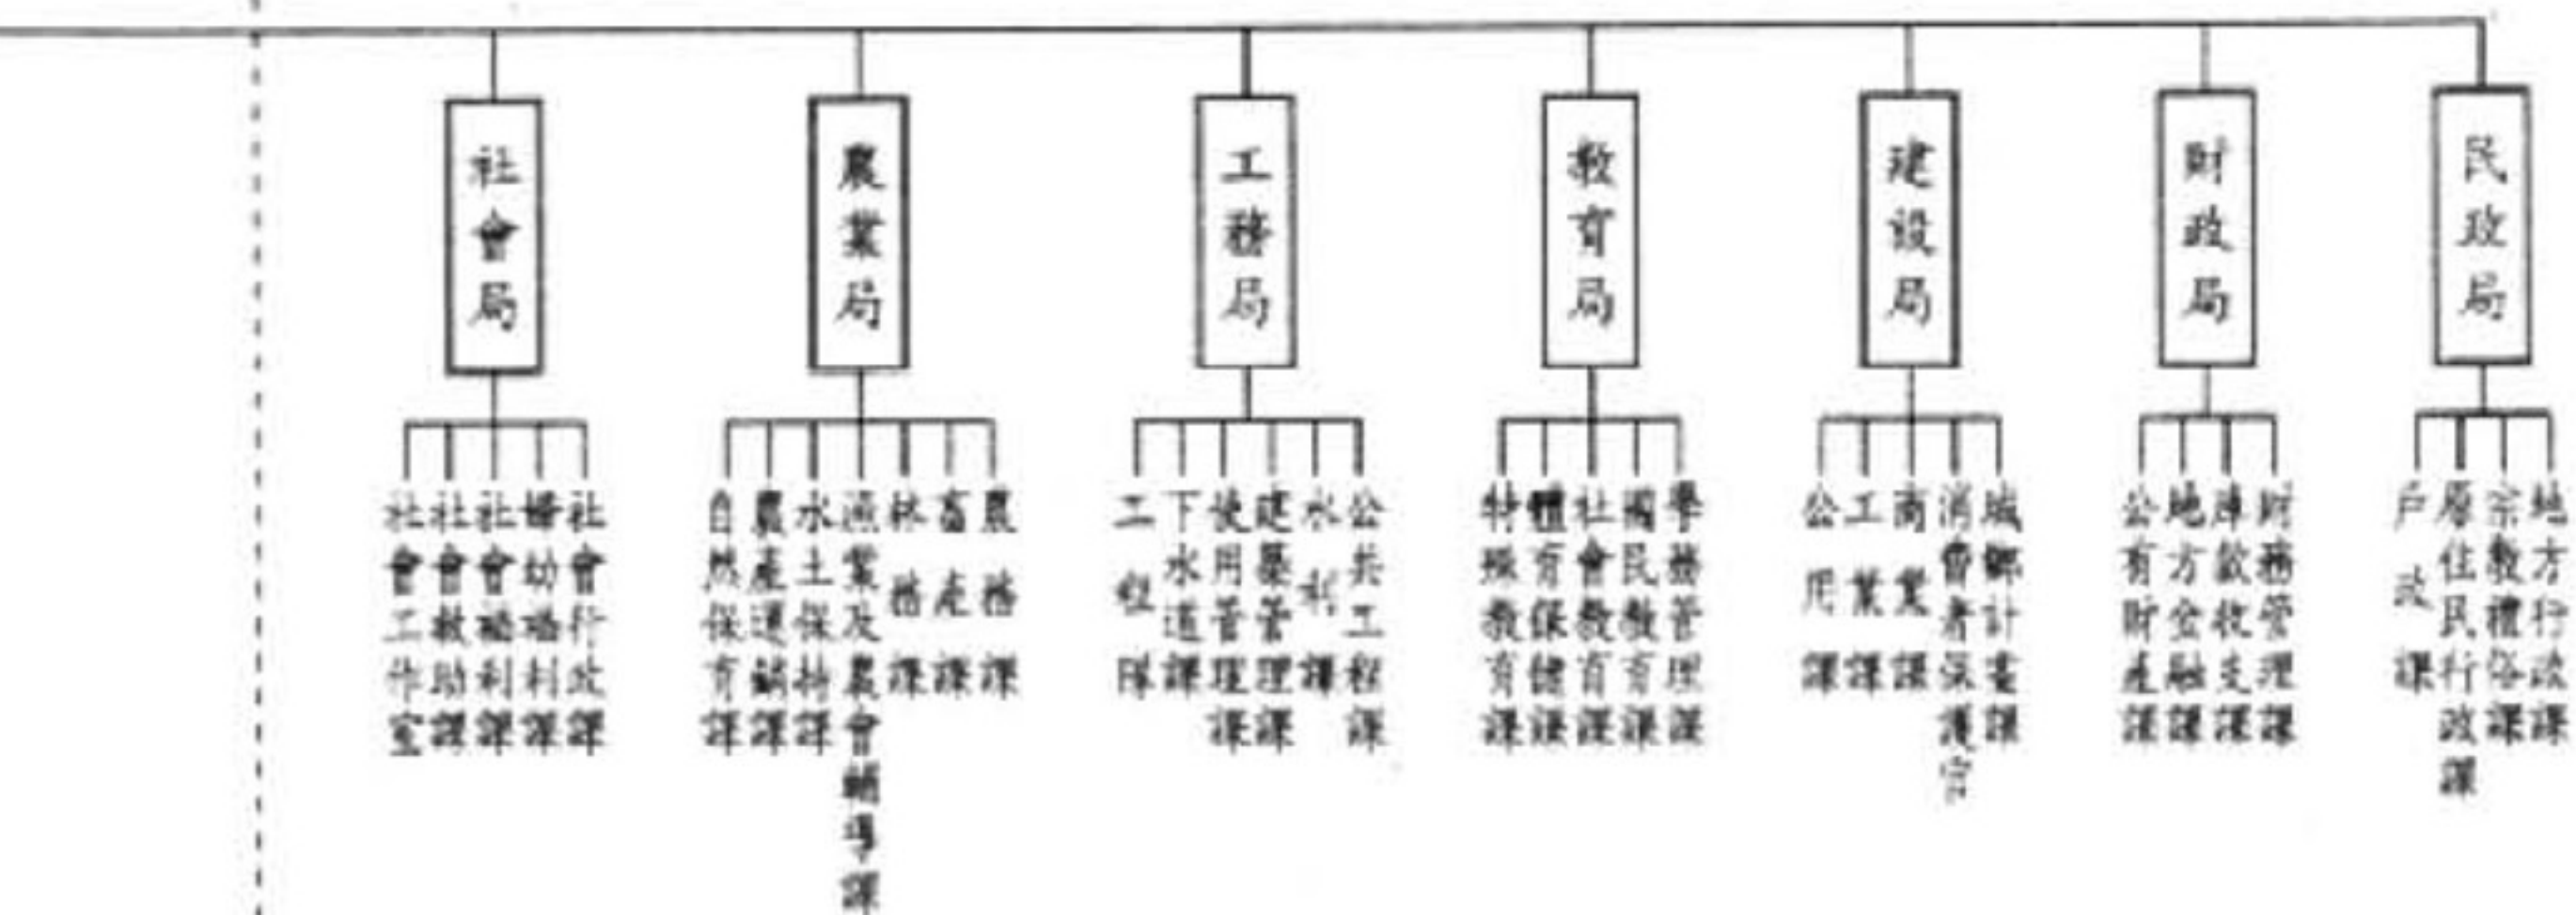 民政局
地方行政課
宗教禮俗課
原住民行政課
戶政課
財政局
財務管理課
庫款收支課
地方金融課
公有財產課
建設局
城鄉計畫課
消費者保護官
商業課
工業課
公用課
教育局
學務管理課
國民教育課
社會教育課
體育保健課
特殊教育課
工務局
公共工程課
水利課
建築管理課
使用管理課
下水道課
工程隊
農業局
農務課
畜產課
林務課
漁業及農會輔導課
水土保持課
農產運銷課
自然保育課
社會局
社會行政課
婦幼福利課
社會福利課
社會救助課
社會工作室